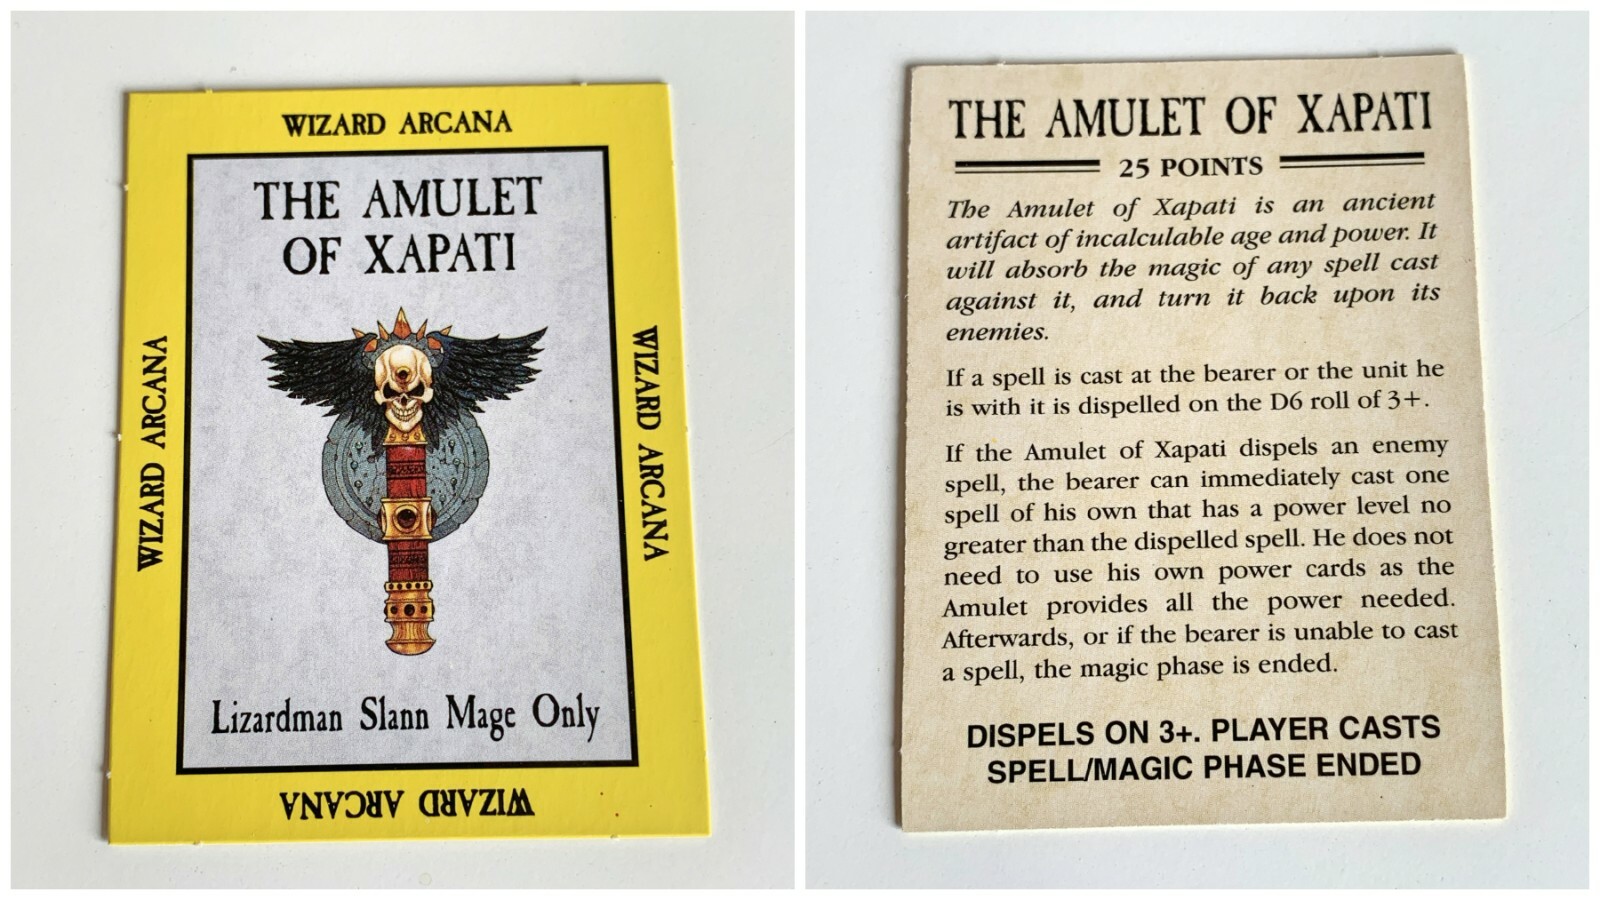 WIZARD ARCANA
THE AMULET
OF XAPATI
WIZARD ARCANA
WIZARD ARCANA
Lizardman Slann Mage Only
WIZARD ARCANA
THE AMULET OF XAPATI
25 POINTS
The Amulet of Xapati is an ancient
artifact of incalculable age and power. It
will absorb the magic of any spell cast
against it, and turn it back upon its
enemies.
If a spell is cast at the bearer or the unit he
is with it is dispelled on the D6 roll of 3+.
If the Amulet of Xapati dispels an enemy
spell, the bearer can immediately cast one
spell of his own that has a power level no
greater than the dispelled spell. He does not
need to use his own power cards as the
Amulet provides all the power needed.
Afterwards, or if the bearer is unable to cast
a spell, the magic phase is ended.
DISPELS ON 3+. PLAYER CASTS
SPELL/MAGIC PHASE ENDED